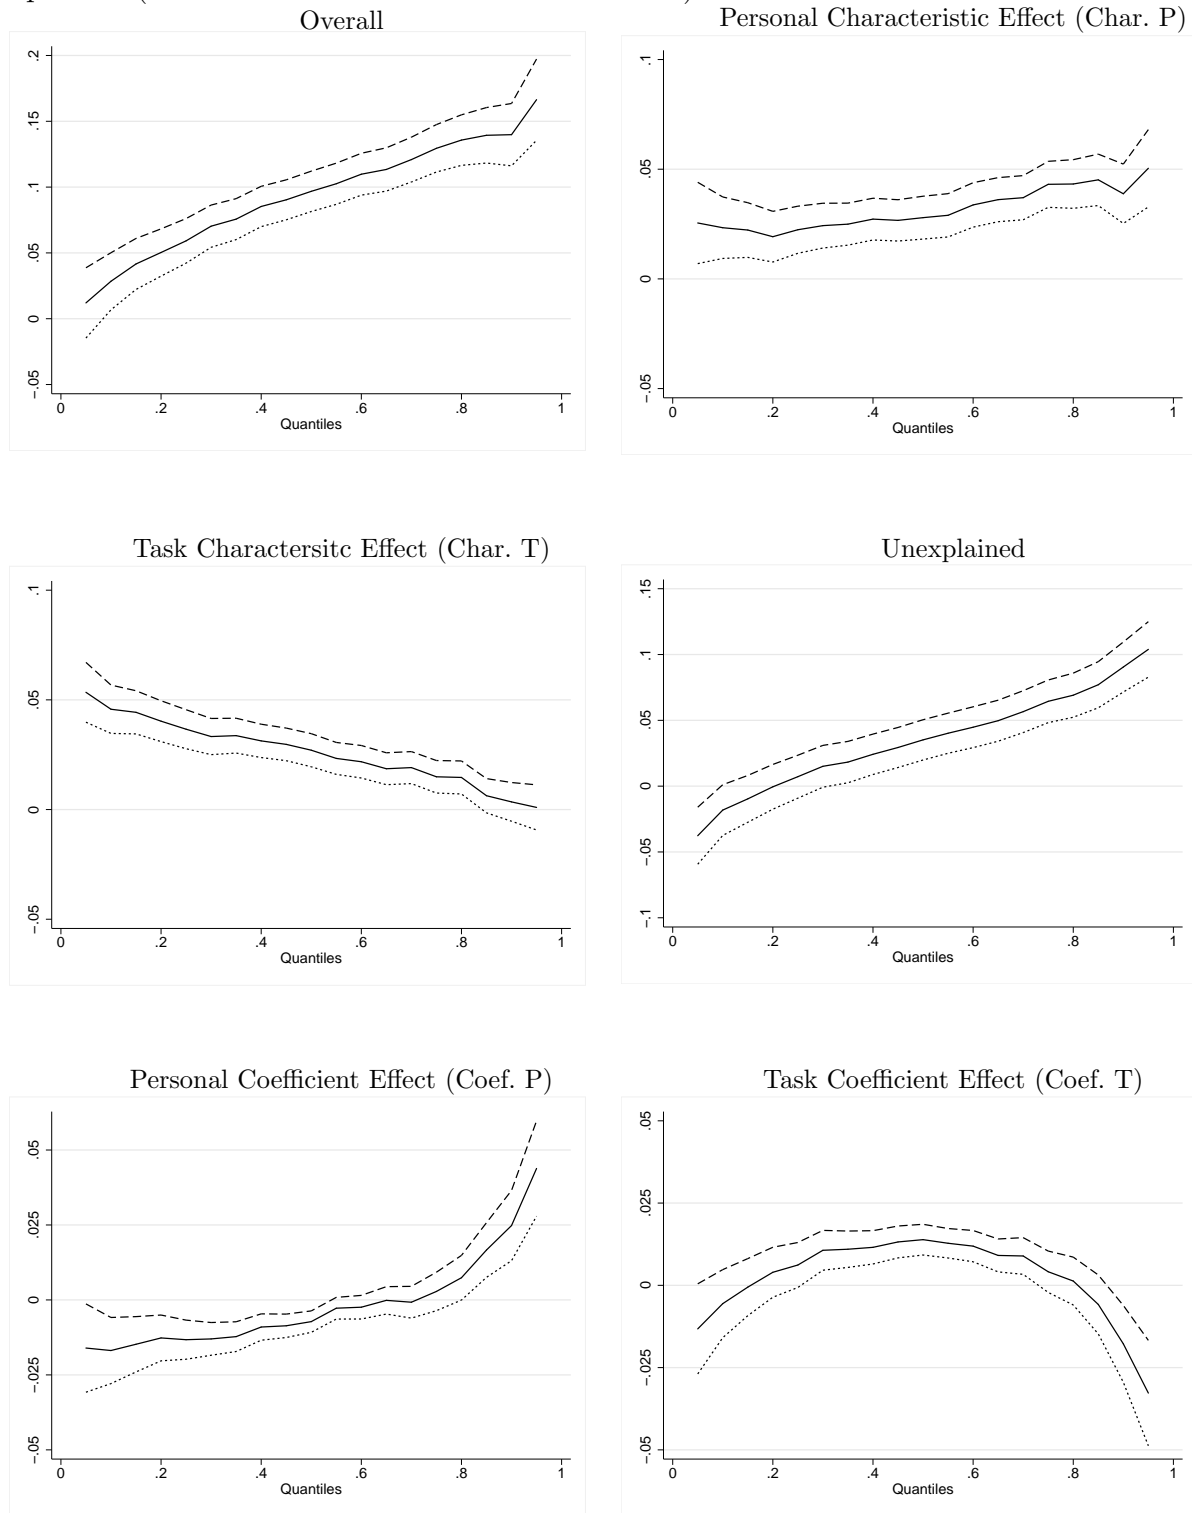 Overall
.2
.15
.1
.05
0
-.05
0 .2 .4 .6 .8 1
Quantiles
Personal Characteristic Effect (Char. P)
.1
.05
0
-.05
0 .2 .4 .6 .8 1
Quantiles
Task Charactersitc Effect (Char. T)
.1
.05
0
-.05
0 .2 .4 .6 .8 1
Quantiles
Unexplained
.15
.1
.05
0
-.05
-.1
0 .2 .4 .6 .8 1
Quantiles
Personal Coefficient Effect (Coef. P)
.05
.025
0
-.025
-.05
0 .2 .4 .6 .8 1
Quantiles
Task Coefficient Effect (Coef. T)
.05
.025
0
-.025
-.05
0 .2 .4 .6 .8 1
Quantiles